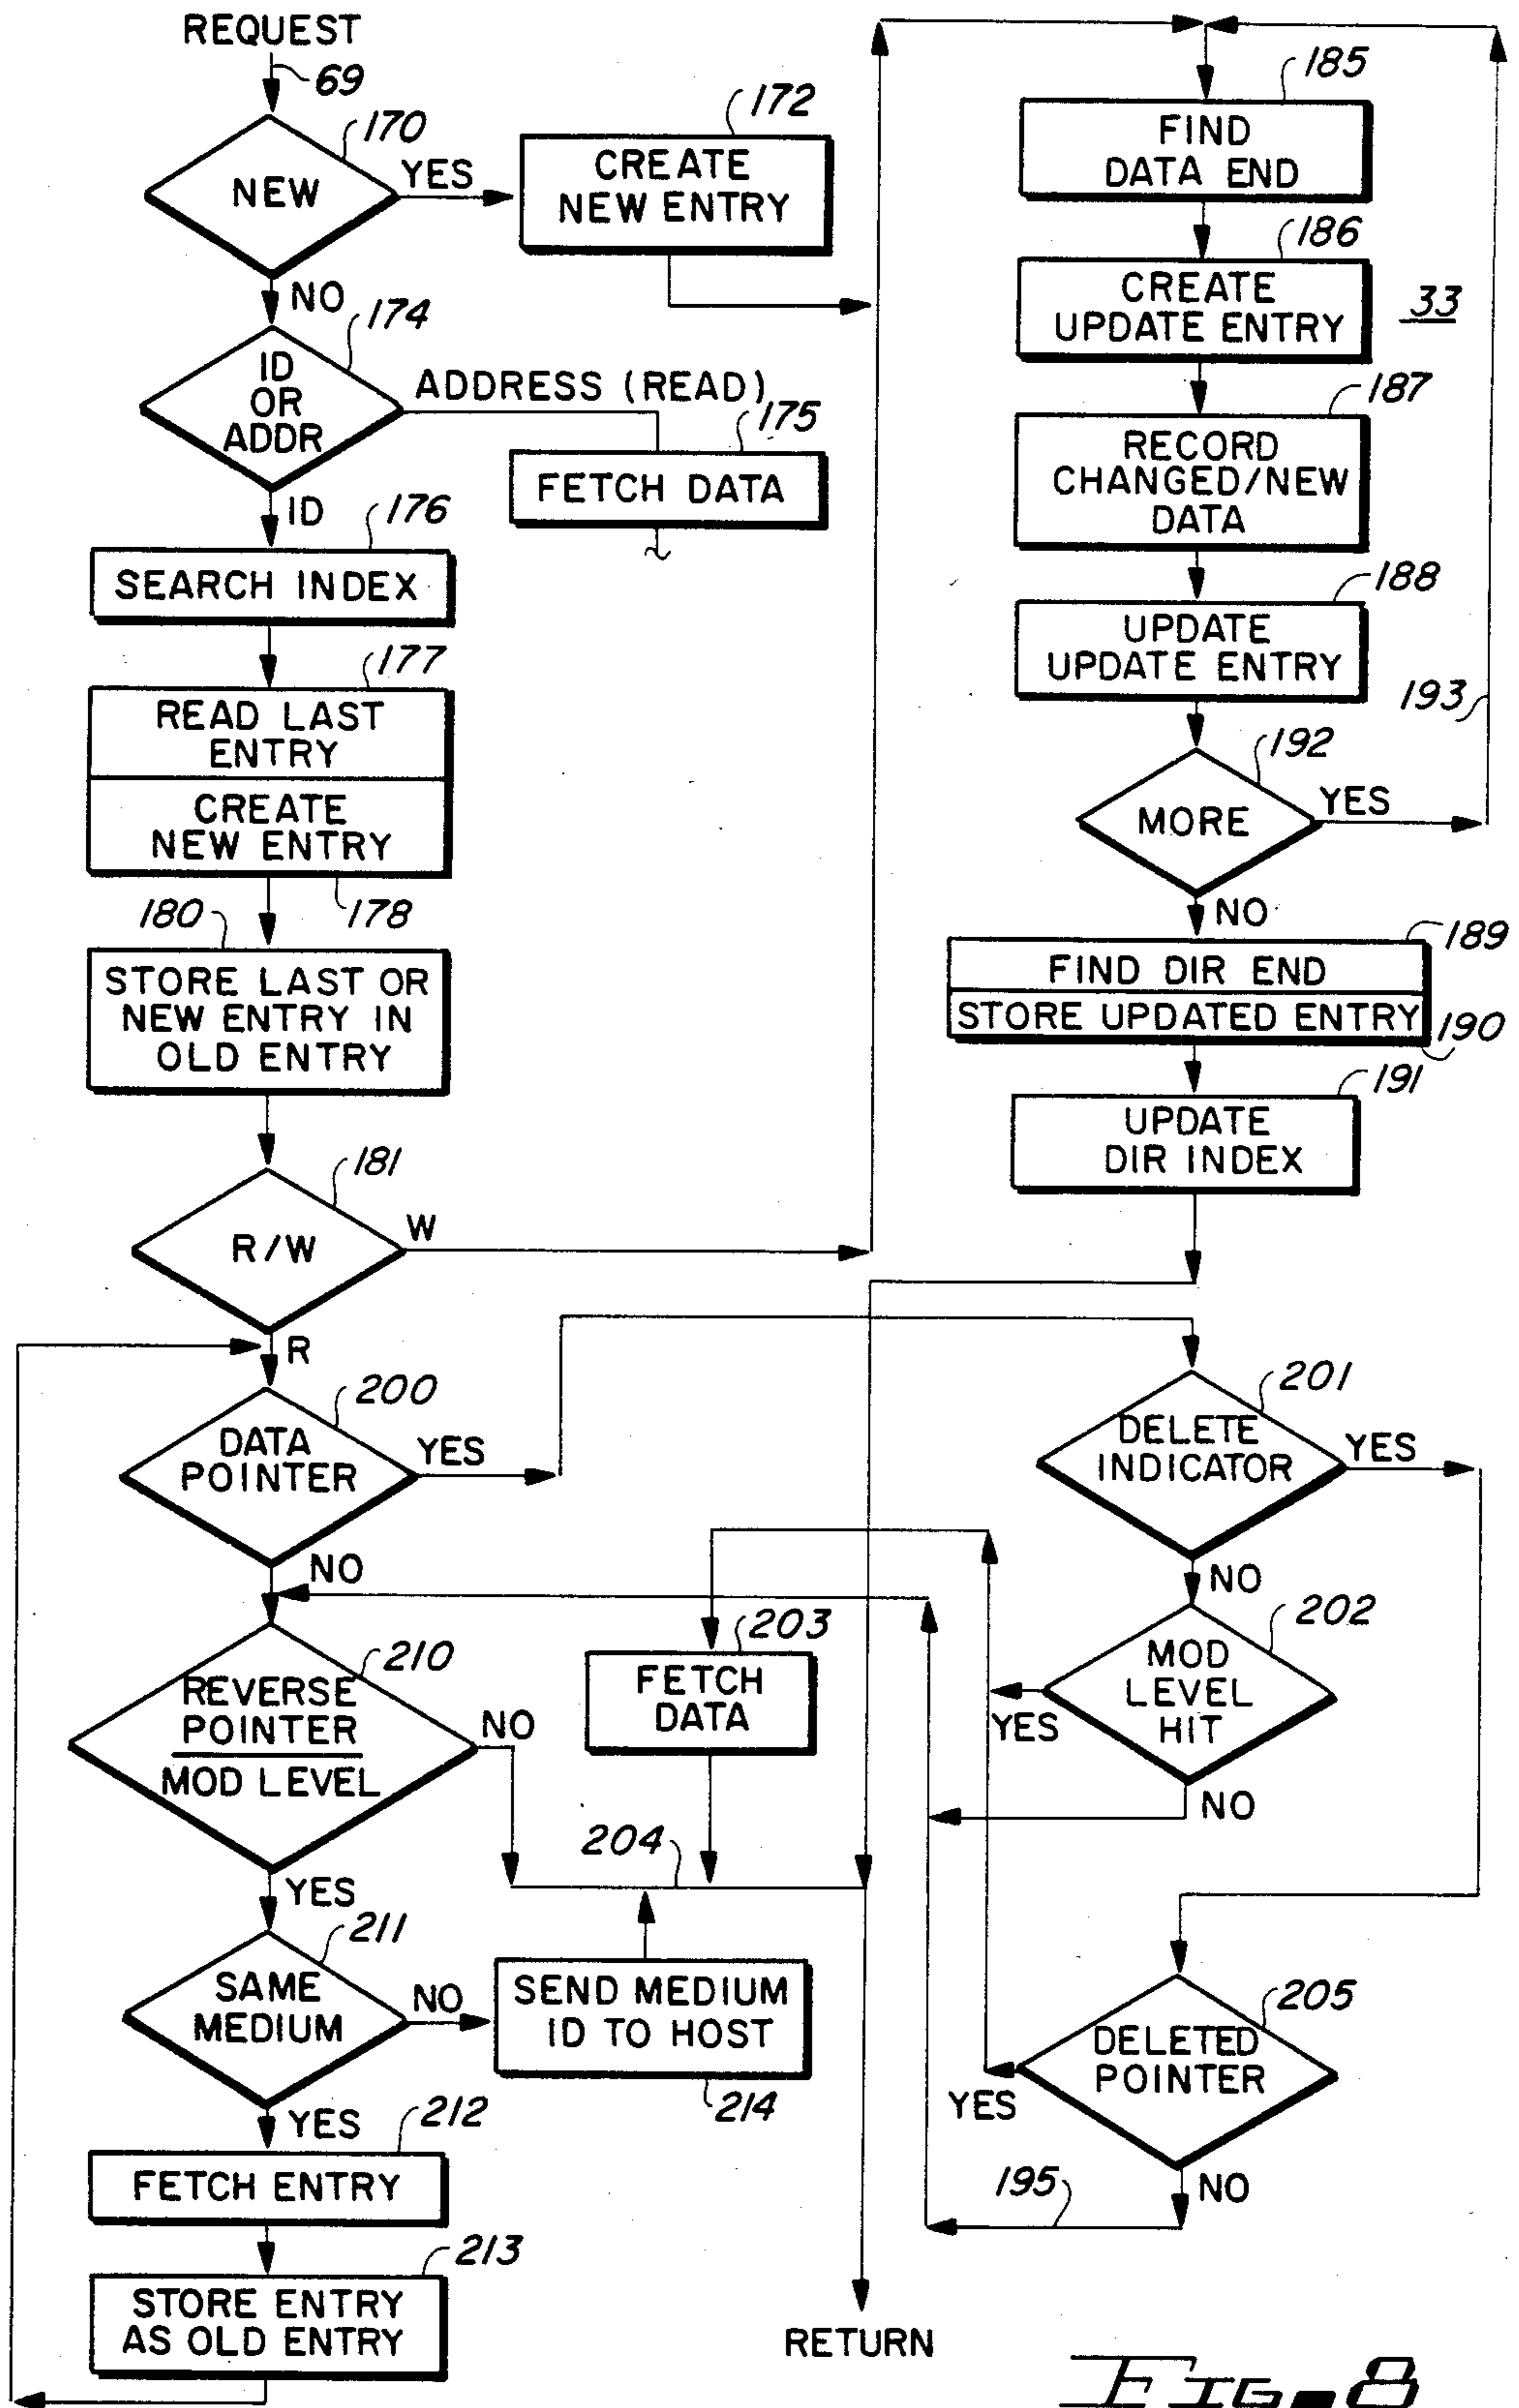 REQUEST
69
170
NEW
YES
172
CREATE
NEW ENTRY
NO
174
ID
OR
ADDR
ADDRESS (READ)
175
FETCH DATA
ID
176
SEARCH INDEX
177
READ LAST
ENTRY
CREATE
NEW ENTRY
178
180
STORE LAST OR
NEW ENTRY IN
OLD ENTRY
181
R/W
W
R
200
DATA
POINTER
YES
NO
210
REVERSE
POINTER
MOD LEVEL
NO
YES
211
SAME
MEDIUM
NO
SEND MEDIUM
ID TO HOST
214
YES
212
FETCH ENTRY
213
STORE ENTRY
AS OLD ENTRY
185
FIND
DATA END
186
CREATE
UPDATE ENTRY
33
187
RECORD
CHANGED/NEW
DATA
188
UPDATE
UPDATE ENTRY
193
192
MORE
YES
NO
189
FIND DIR END
STORE UPDATED ENTRY
190
191
UPDATE
DIR INDEX
201
DELETE
INDICATOR
YES
NO
202
MOD
LEVEL
HIT
YES
NO
203
FETCH
DATA
204
205
DELETED
POINTER
YES
NO
195
RETURN
FIG. 8